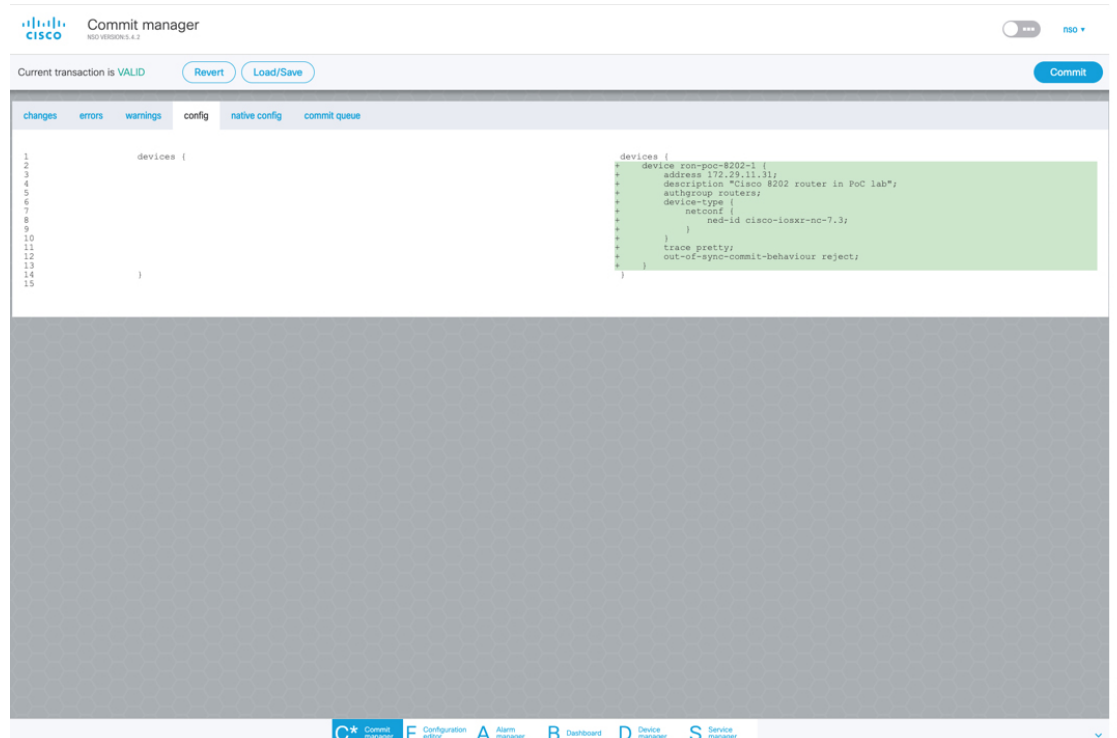 CISCO
Commit manager
NSO VERSION:5.4.2
nso
Current transaction is VALID
Revert
Load/Save
Commit
changes
errors
warnings
config
native config
commit queue
1 devices { devices {
2 + device ron-poc-8202-1 {
3 + address 172.29.11.31;
4 + description "Cisco 8202 router in PoC lab";
5 + authgroup routers;
6 + device-type {
7 + netconf {
8 + ned-id cisco-iosxr-nc-7.3;
9 + }
10 + }
11 + trace pretty;
12 + out-of-sync-commit-behaviour reject;
13 + }
14 } }
15
C* Commit manager
E Configuration editor
A Alarm manager
B Dashboard
D Device manager
S Service manager